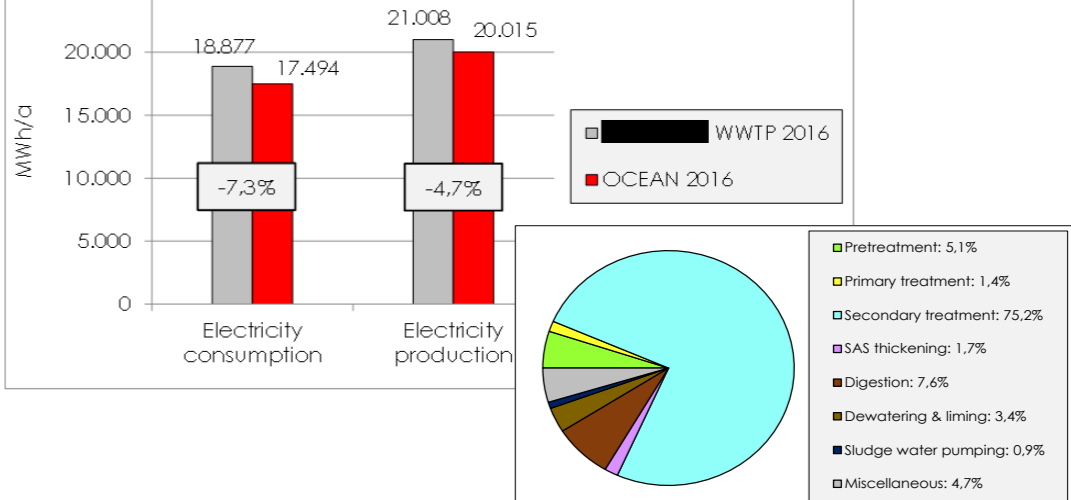 21.008
20.015
18.877
17.494
20.000
15.000
10.000
5.000
0
MWh/a
-7,3%
-4,7%
Electricity
consumption
Electricity
production
WWTP 2016
OCEAN 2016
Pretreatment: 5,1%
Primary treatment: 1,4%
Secondary treatment: 75,2%
SAS thickening: 1,7%
Digestion: 7,6%
Dewatering & liming: 3,4%
Sludge water pumping: 0,9%
Miscellaneous: 4,7%